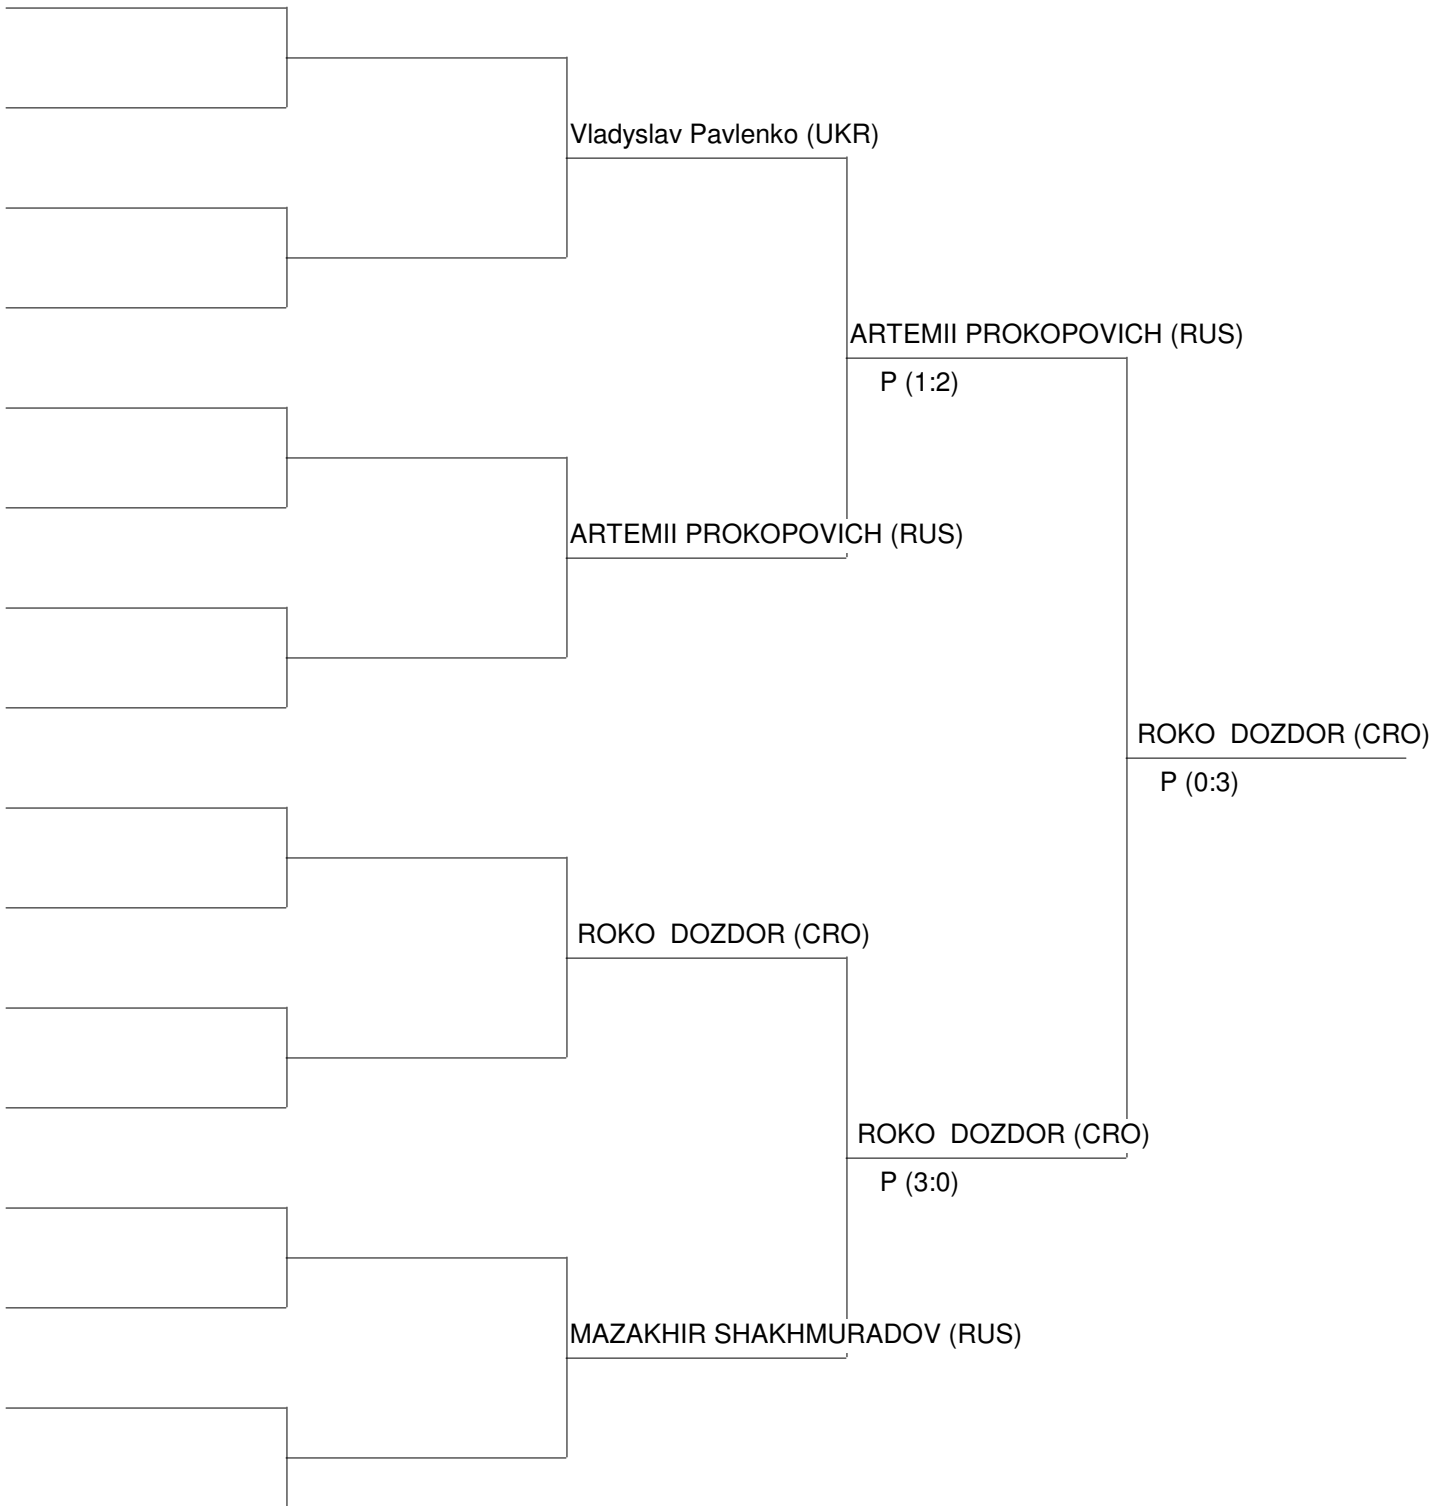 Vladyslav Pavlenko (UKR)
ARTEMII PROKOPOVICH (RUS)
P (1:2)
ARTEMII PROKOPOVICH (RUS)
ROKO  DOZDOR (CRO)
P (0:3)
ROKO  DOZDOR (CRO)
ROKO  DOZDOR (CRO)
P (3:0)
MAZAKHIR SHAKHMURADOV (RUS)